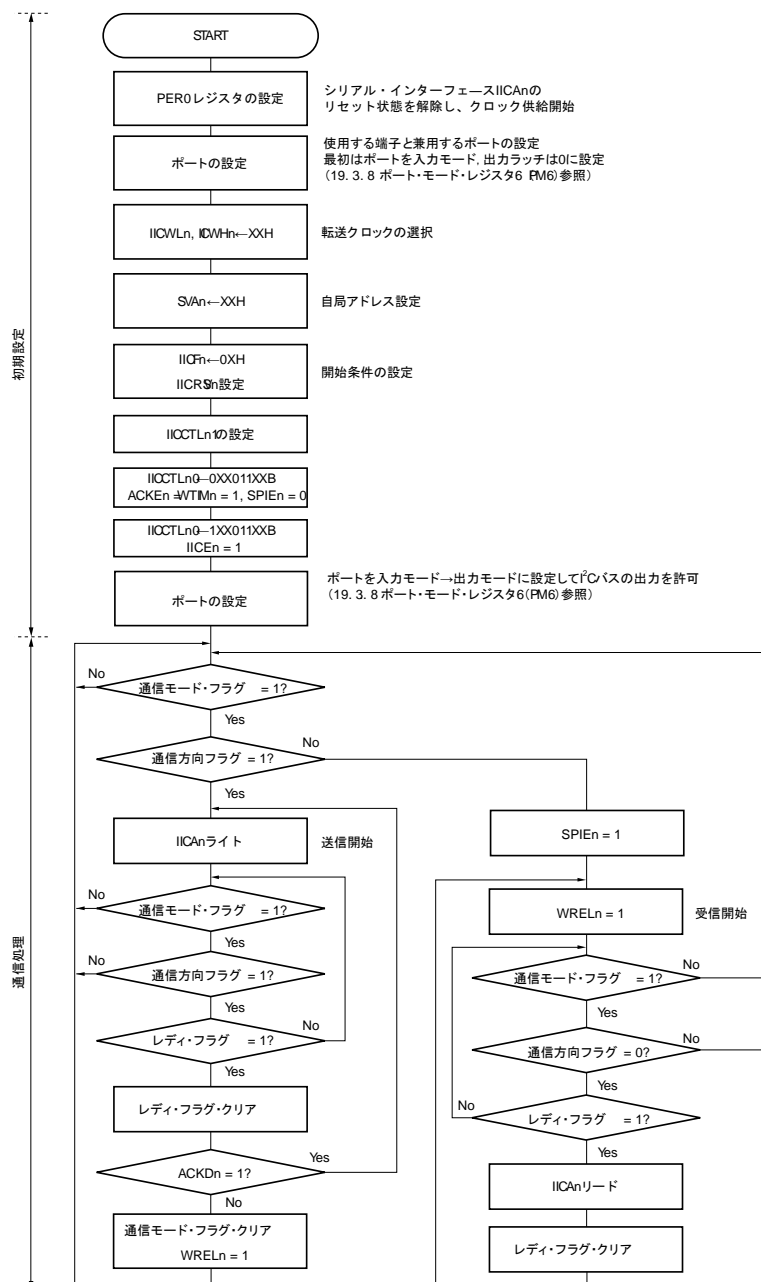 START
PER0レジスタの設定
シリアル・インターフェースIICAnの
リセット状態を解除し、クロック供給開始
ポートの設定
使用する端子と兼用するポートの設定
最初はポートを入力モード, 出力ラッチは0に設定
(19. 3. 8 ポート・モード・レジスタ6 PM6)参照)
IICWLn, IICWHn←XXH
転送クロックの選択
SVAn←XXH
自局アドレス設定
IICFn←0XH
IICRSVn設定
開始条件の設定
IICCTLn1の設定
IICCTLn0←0XX011XXB
ACKEn =WTIMn = 1, SPIEn = 0
IICCTLn0←1XX011XXB
IICEn = 1
ポートの設定
ポートを入力モード→出力モードに設定してI²Cバスの出力を許可
(19. 3. 8 ポート・モード・レジスタ6(PM6)参照)
初期設定
通信処理
通信モード・フラグ = 1?
No
Yes
通信方向フラグ = 1?
No
Yes
IICAnライト
送信開始
通信モード・フラグ = 1?
No
Yes
通信方向フラグ = 1?
No
Yes
レディ・フラグ = 1?
No
Yes
レディ・フラグ・クリア
ACKDn = 1?
Yes
No
通信モード・フラグ・クリア
WRELn = 1
SPIEn = 1
WRELn = 1
受信開始
通信モード・フラグ = 1?
No
Yes
通信方向フラグ = 0?
No
Yes
レディ・フラグ = 1?
No
Yes
IICAnリード
レディ・フラグ・クリア